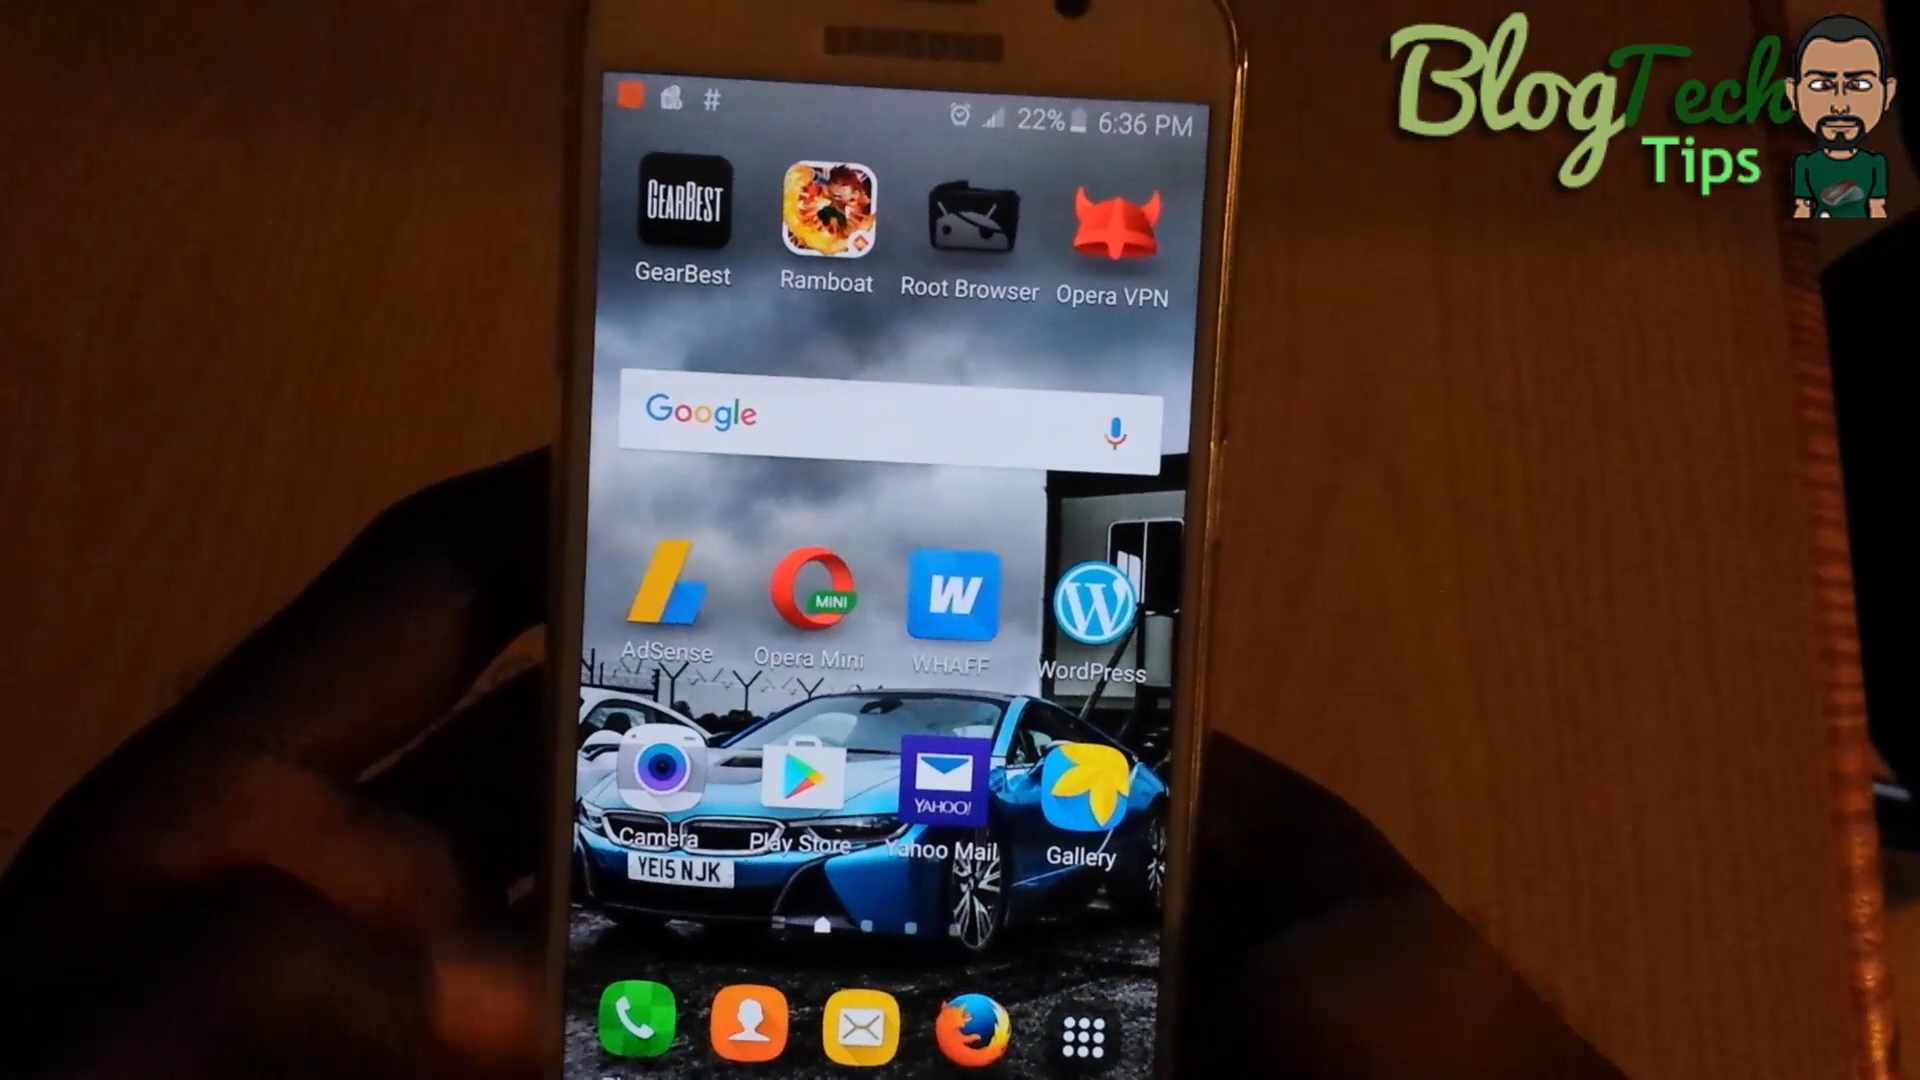 BlogTech
Tips
SAMSUNG
# 22% 6:36 PM
GEARBEST
GearBest Ramboat Root Browser Opera VPN
Google
MINI
W W
AdSense Opera Mini WHAFF WordPress
YAHOO!
Camera Play Store Yahoo Mail Gallery
YE15 NJK